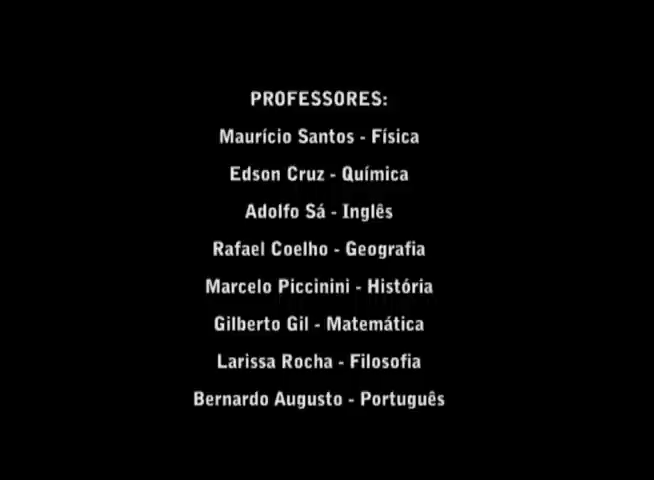 PROFESSORES:
Maurício Santos - Física
Edson Cruz - Química
Adolfo Sá - Inglês
Rafael Coelho - Geografia
Marcelo Piccinini - História
Gilberto Gil - Matemática
Larissa Rocha - Filosofia
Bernardo Augusto - Português